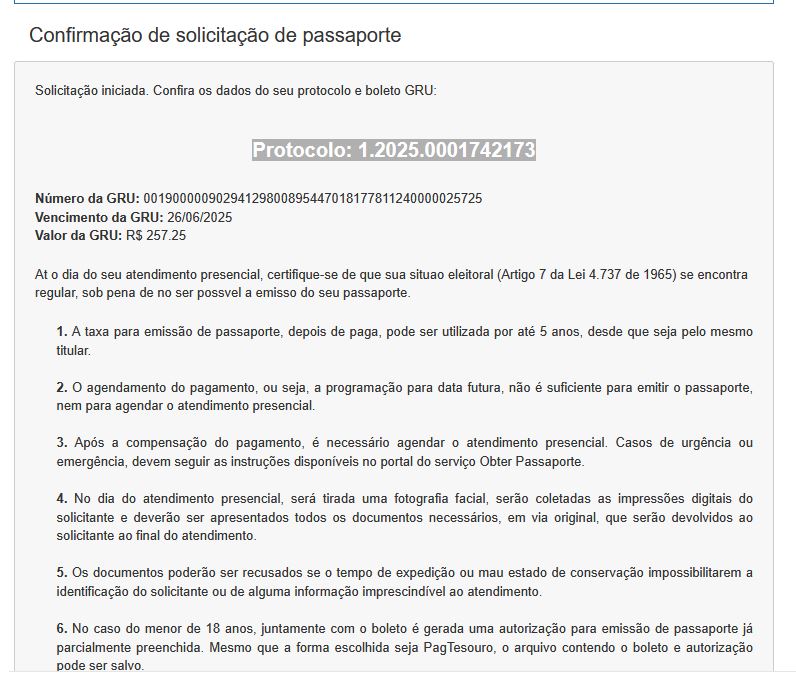 Confirmação de solicitação de passaporte
Solicitação iniciada. Confira os dados do seu protocolo e boleto GRU:
Protocolo: 1.2025.0001742173
Número da GRU: 00190000090294129800895447018177811240000025725
Vencimento da GRU: 26/06/2025
Valor da GRU: R$ 257.25
At o dia do seu atendimento presencial, certifique-se de que sua situao eleitoral (Artigo 7 da Lei 4.737 de 1965) se encontra
regular, sob pena de no ser possvel a emisso do seu passaporte.
1. A taxa para emissão de passaporte, depois de paga, pode ser utilizada por até 5 anos, desde que seja pelo mesmo
titular.
2. O agendamento do pagamento, ou seja, a programação para data futura, não é suficiente para emitir o passaporte,
nem para agendar o atendimento presencial.
3. Após a compensação do pagamento, é necessário agendar o atendimento presencial. Casos de urgência ou
emergência, devem seguir as instruções disponíveis no portal do serviço Obter Passaporte.
4. No dia do atendimento presencial, será tirada uma fotografia facial, serão coletadas as impressões digitais do
solicitante e deverão ser apresentados todos os documentos necessários, em via original, que serão devolvidos ao
solicitante ao final do atendimento.
5. Os documentos poderão ser recusados se o tempo de expedição ou mau estado de conservação impossibilitarem a
identificação do solicitante ou de alguma informação imprescindível ao atendimento.
6. No caso do menor de 18 anos, juntamente com o boleto é gerada uma autorização para emissão de passaporte já
parcialmente preenchida. Mesmo que a forma escolhida seja PagTesouro, o arquivo contendo o boleto e autorização
pode ser salvo.